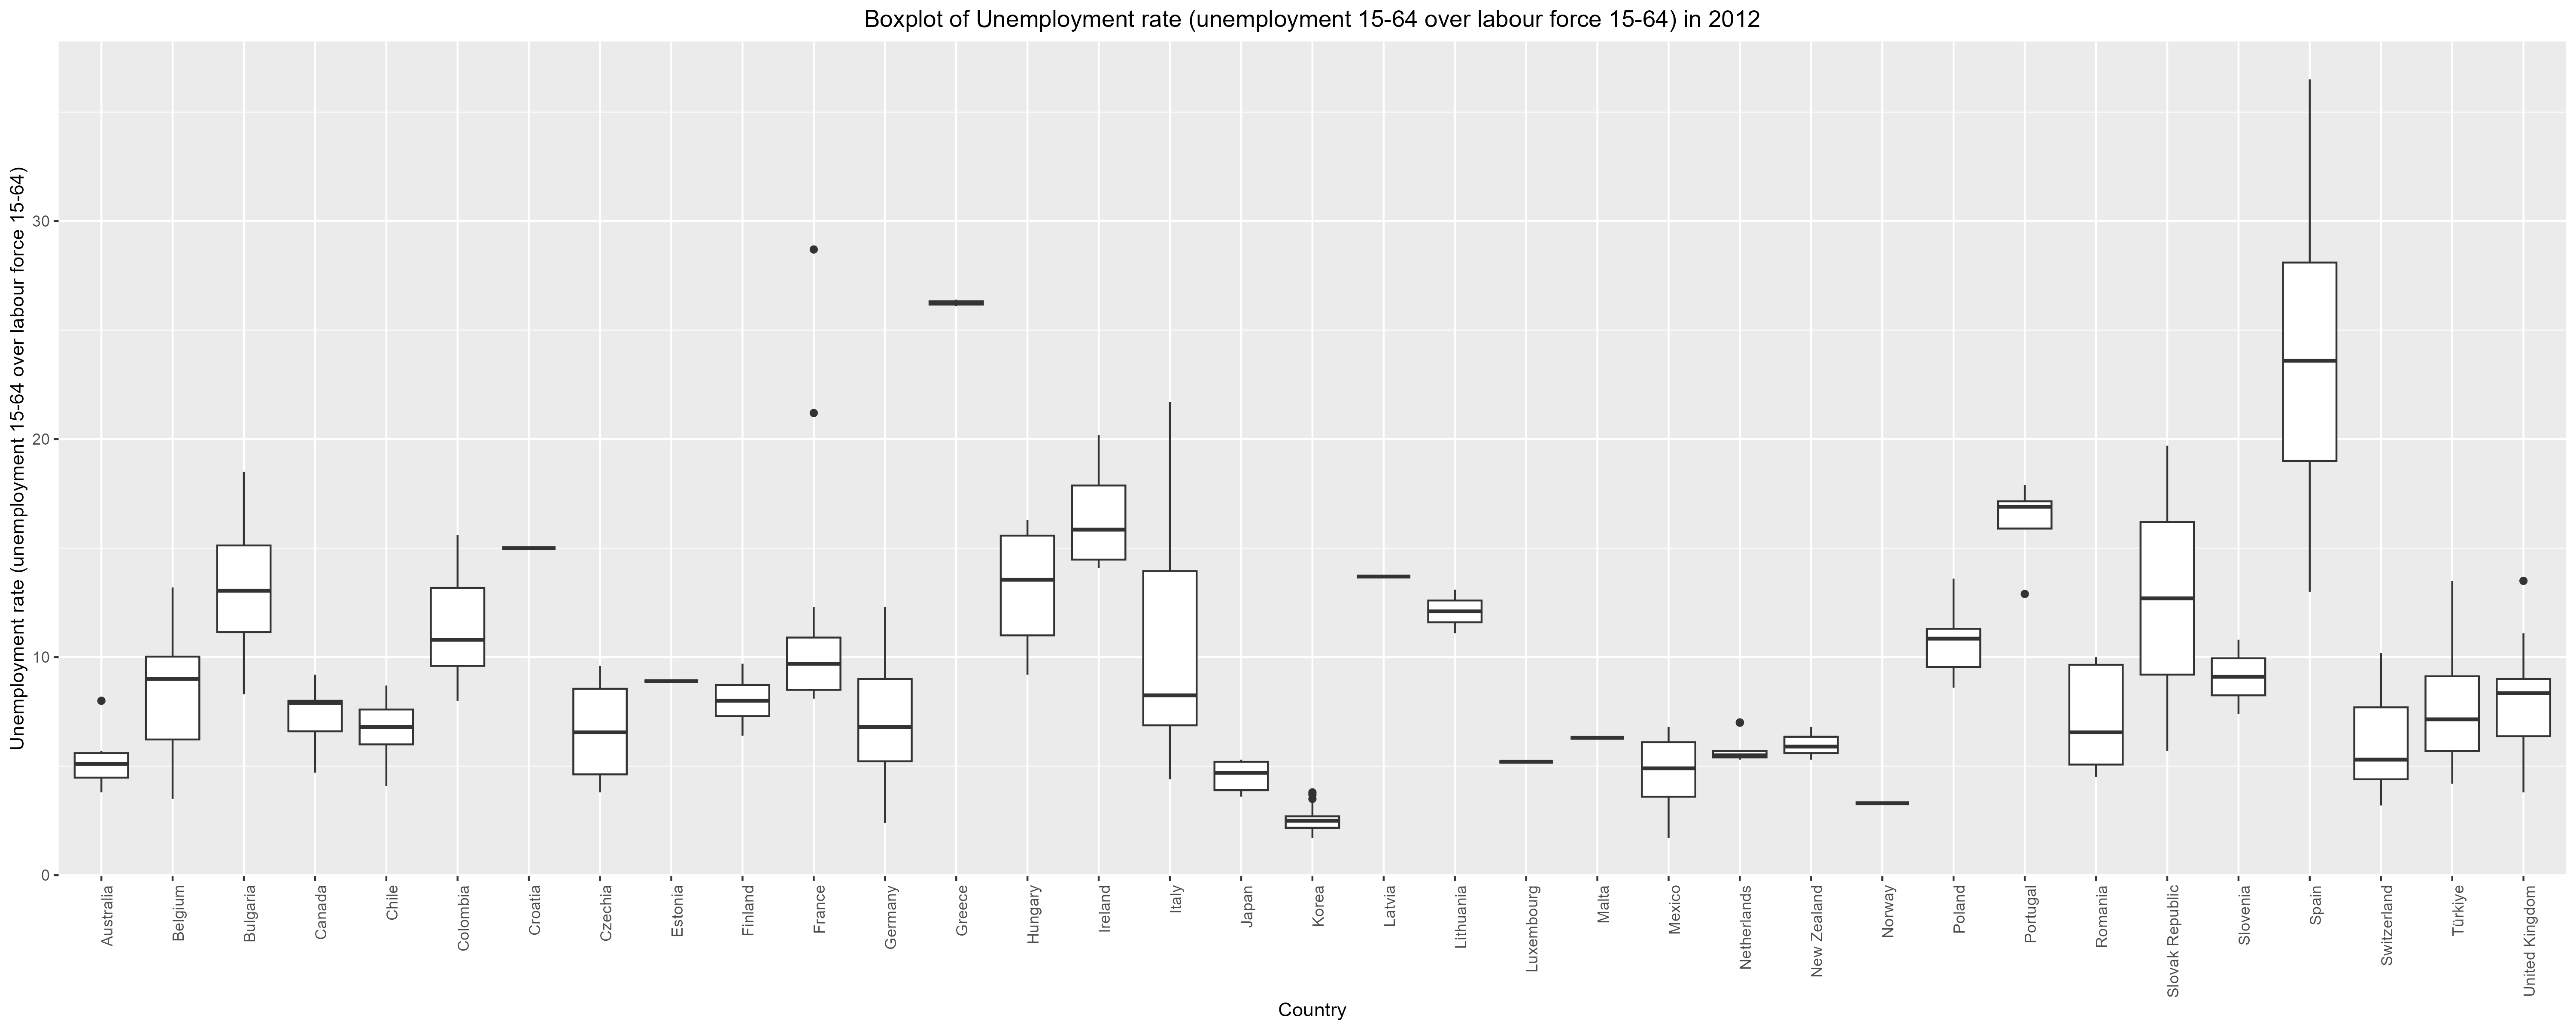 Boxplot of Unemployment rate (unemployment 15-64 over labour force 15-64) in 2012
Unemployment rate (unemployment 15-64 over labour force 15-64)
30
20
10
0
Australia
Belgium
Bulgaria
Canada
Chile
Colombia
Croatia
Czechia
Estonia
Finland
France
Germany
Greece
Hungary
Ireland
Italy
Japan
Korea
Latvia
Lithuania
Luxembourg
Malta
Mexico
Netherlands
New Zealand
Norway
Poland
Portugal
Romania
Slovak Republic
Slovenia
Spain
Switzerland
Türkiye
United Kingdom
Country